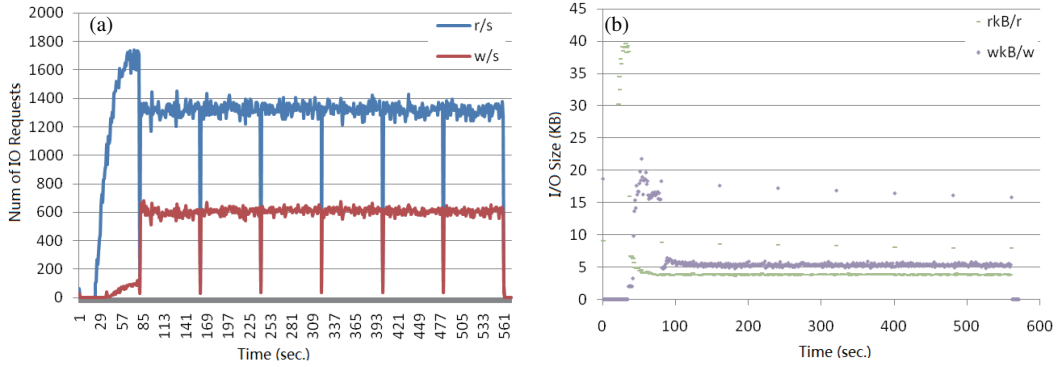 (a)
r/s
w/s
Num of IO Requests
2000
1800
1600
1400
1200
1000
800
600
400
200
0
1 29 57 85 113 141 169 197 225 253 281 309 337 365 393 421 449 477 505 533 561
Time (sec.)
(b)
rkB/r
wkB/w
I/O Size (KB)
45
40
35
30
25
20
15
10
5
0
0 100 200 300 400 500 600
Time (sec.)